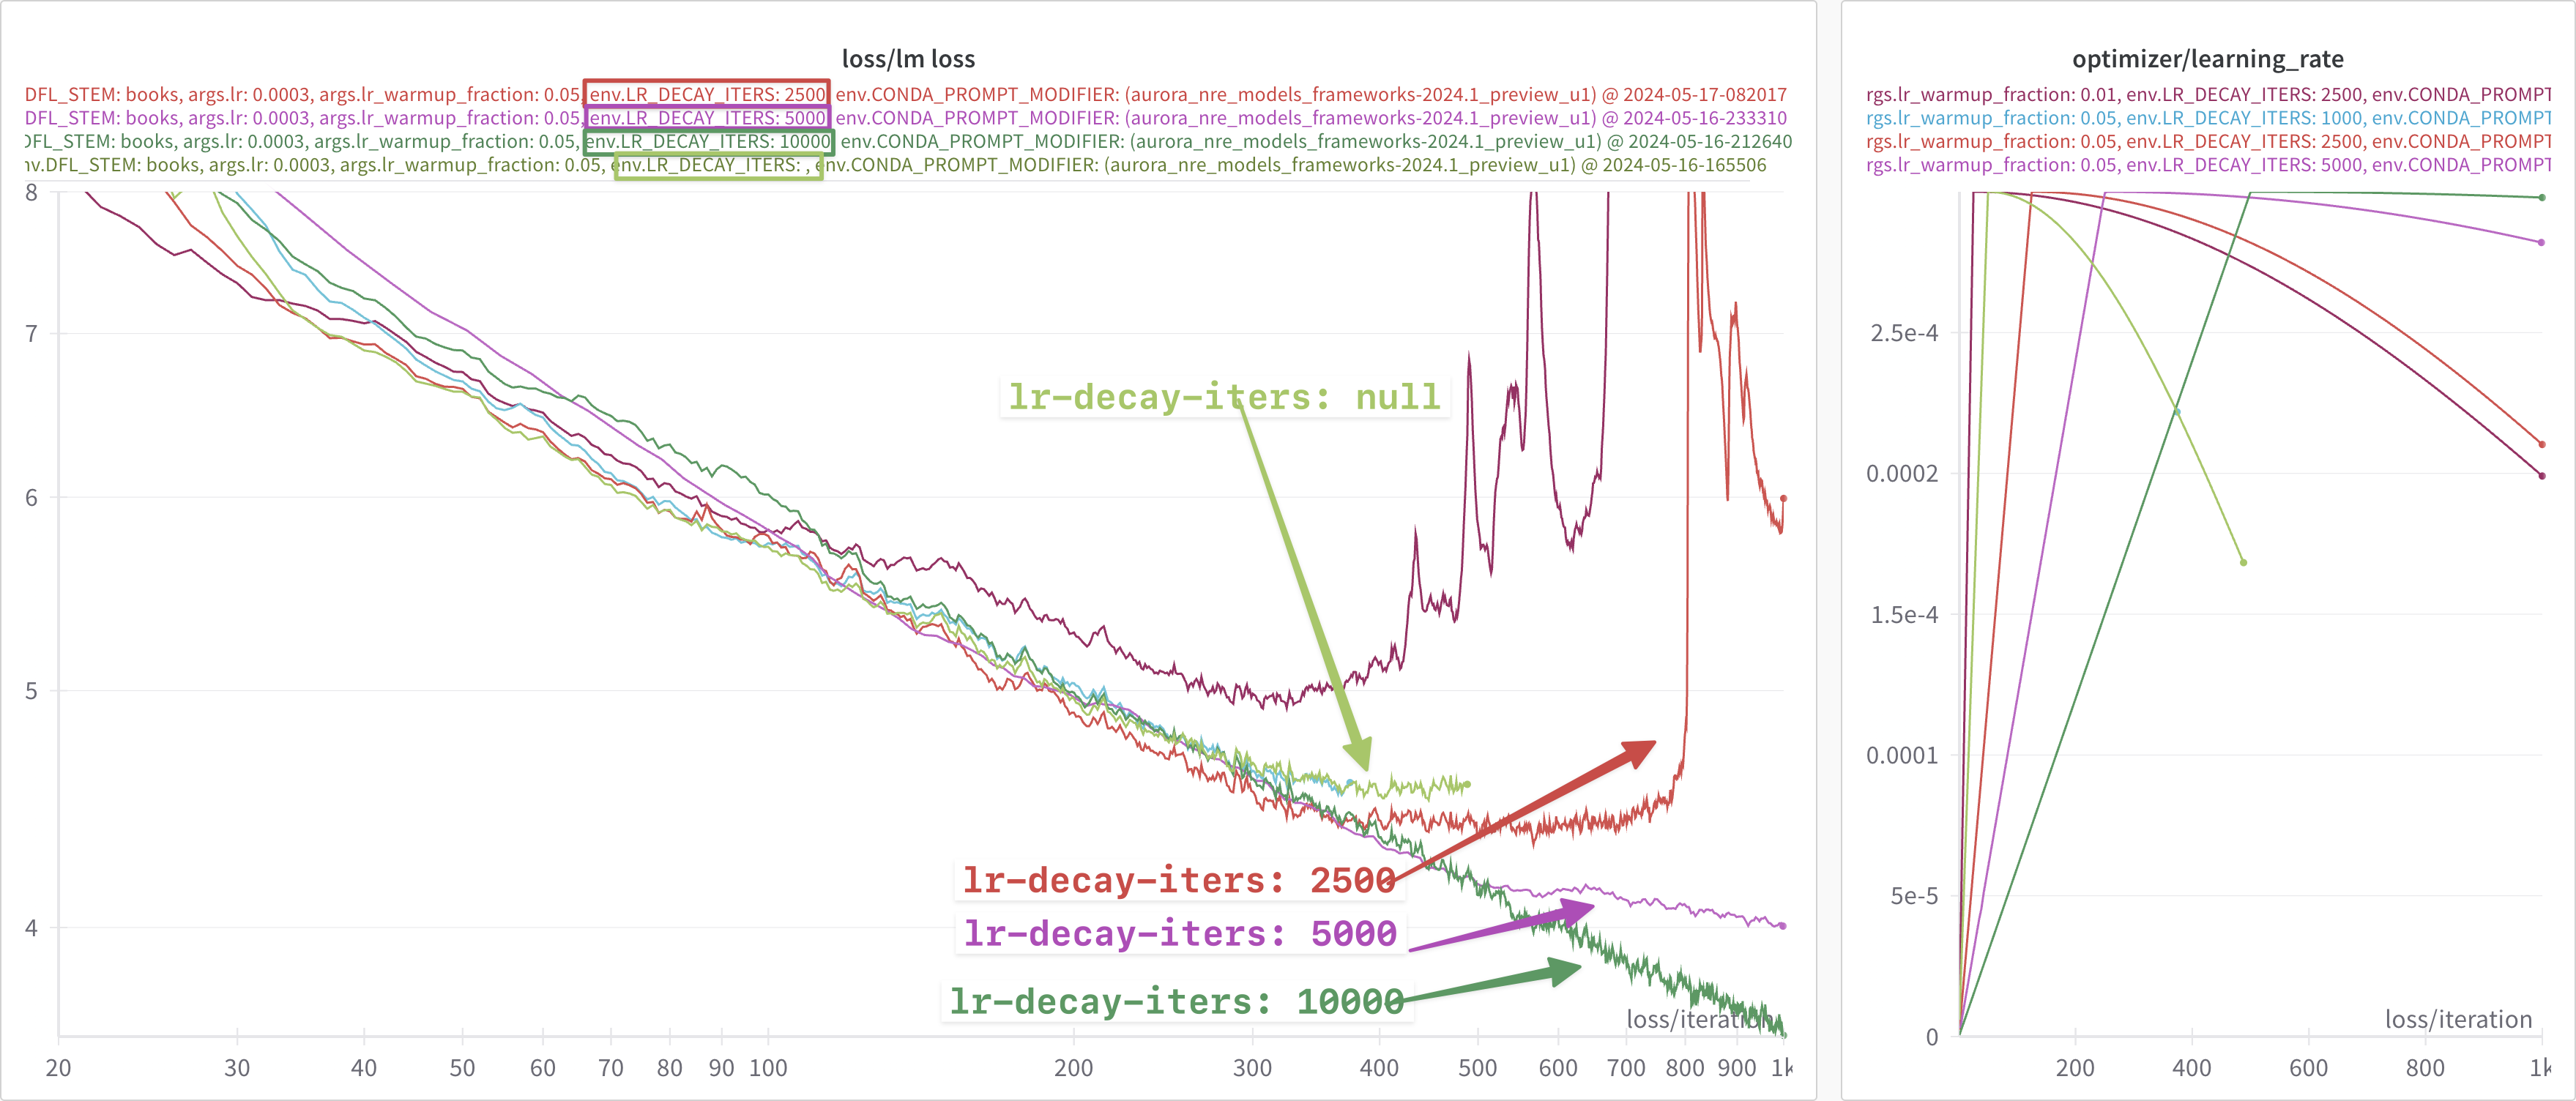 loss/lm loss
DFL_STEM: books, args.lr: 0.0003, args.lr_warmup_fraction: 0.05, env.LR_DECAY_ITERS: 2500, env.CONDA_PROMPT_MODIFIER: (aurora_nre_models_frameworks-2024.1_preview_u1) @ 2024-05-17-082017
DFL_STEM: books, args.lr: 0.0003, args.lr_warmup_fraction: 0.05, env.LR_DECAY_ITERS: 5000, env.CONDA_PROMPT_MODIFIER: (aurora_nre_models_frameworks-2024.1_preview_u1) @ 2024-05-16-233310
DFL_STEM: books, args.lr: 0.0003, args.lr_warmup_fraction: 0.05, env.LR_DECAY_ITERS: 10000, env.CONDA_PROMPT_MODIFIER: (aurora_nre_models_frameworks-2024.1_preview_u1) @ 2024-05-16-212640
nv.DFL_STEM: books, args.lr: 0.0003, args.lr_warmup_fraction: 0.05, env.LR_DECAY_ITERS: , env.CONDA_PROMPT_MODIFIER: (aurora_nre_models_frameworks-2024.1_preview_u1) @ 2024-05-16-165506
8
7
6
5
4
lr-decay-iters: null
lr-decay-iters: 2500
lr-decay-iters: 5000
lr-decay-iters: 10000
loss/iteration
20 30 40 50 60 70 80 90 100 200 300 400 500 600 700 800 900 1k
optimizer/learning_rate
rgs.lr_warmup_fraction: 0.01, env.LR_DECAY_ITERS: 2500, env.CONDA_PROMPT
rgs.lr_warmup_fraction: 0.05, env.LR_DECAY_ITERS: 1000, env.CONDA_PROMPT
rgs.lr_warmup_fraction: 0.05, env.LR_DECAY_ITERS: 2500, env.CONDA_PROMPT
rgs.lr_warmup_fraction: 0.05, env.LR_DECAY_ITERS: 5000, env.CONDA_PROMPT
2.5e-4
0.0002
1.5e-4
0.0001
5e-5
0
loss/iteration
200 400 600 800 1k